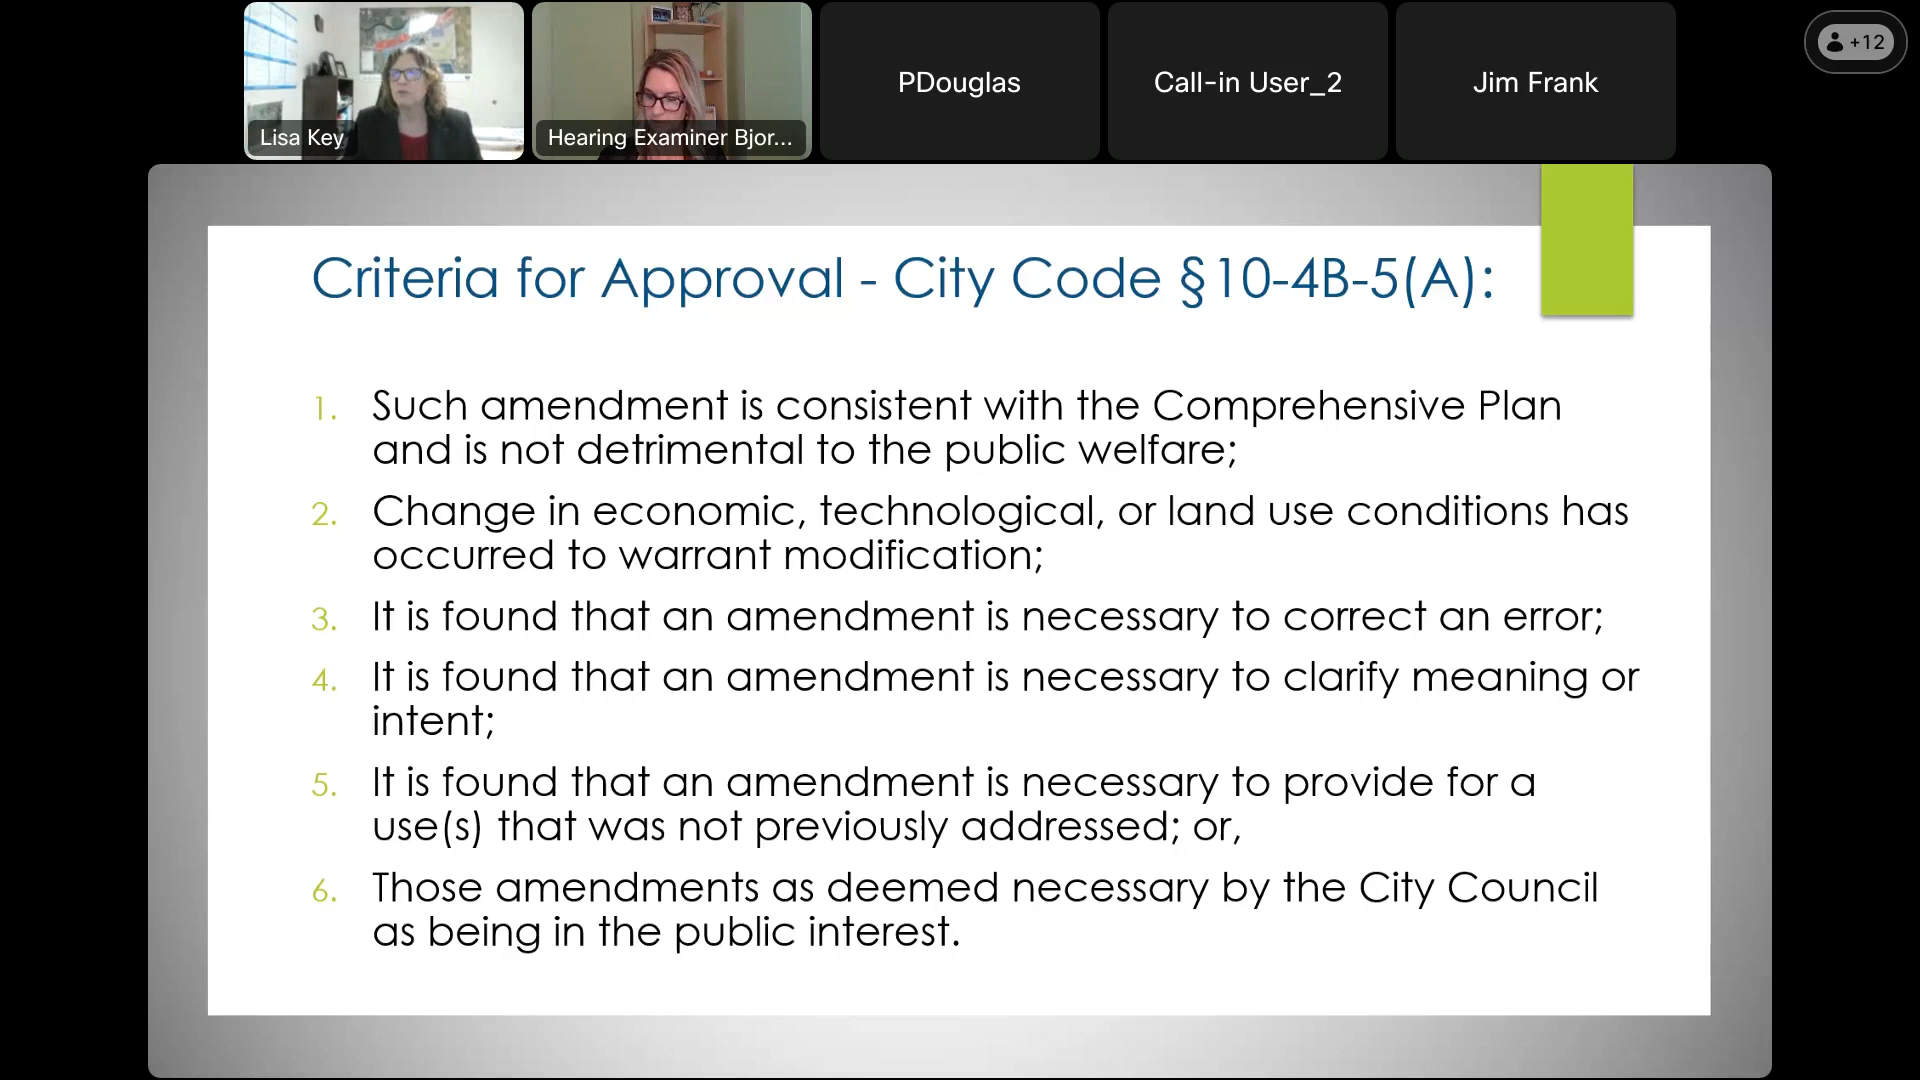 Lisa Key
Hearing Examiner Bjor...
PDouglas
Call-in User_2
Jim Frank
+12
Criteria for Approval - City Code §10-4B-5(A):
1. Such amendment is consistent with the Comprehensive Plan
and is not detrimental to the public welfare;
2. Change in economic, technological, or land use conditions has
occurred to warrant modification;
3. It is found that an amendment is necessary to correct an error;
4. It is found that an amendment is necessary to clarify meaning or
intent;
5. It is found that an amendment is necessary to provide for a
use(s) that was not previously addressed; or,
6. Those amendments as deemed necessary by the City Council
as being in the public interest.